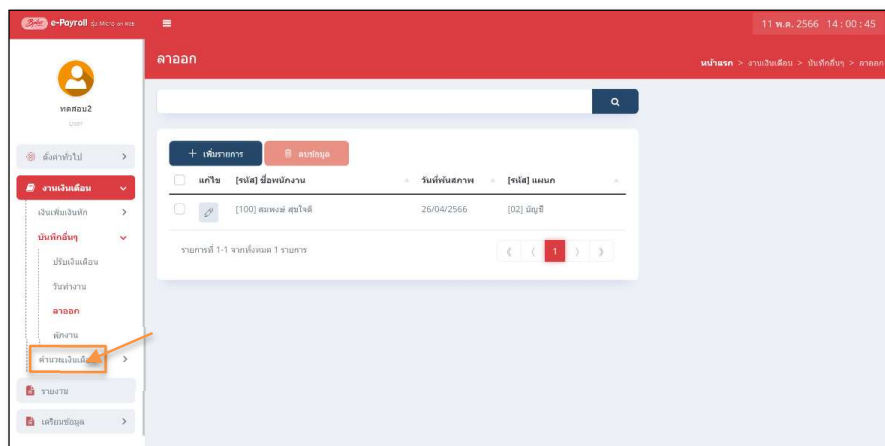 e-Payroll รุ่น Micro on WEB
11 พ.ค. 2566 14 : 00 : 45
ลาออก
หน้าแรก > งานเงินเดือน > บันทึกอื่นๆ > ลาออก
ทดสอบ2
User
ตั้งค่าทั่วไป
งานเงินเดือน
เงินเพิ่มเงินหัก
บันทึกอื่นๆ
ปรับเงินเดือน
วันทำงาน
ลาออก
พักงาน
คำนวณเงินเดือน
รายงาน
เตรียมข้อมูล
+ เพิ่มรายการ ลบข้อมูล
แก้ไข [รหัส] ชื่อพนักงาน วันที่พ้นสภาพ [รหัส] แผนก
[100] สมพงษ์ สุขใจดี 26/04/2566 [02] บัญชี
รายการที่ 1-1 จากทั้งหมด 1 รายการ 1